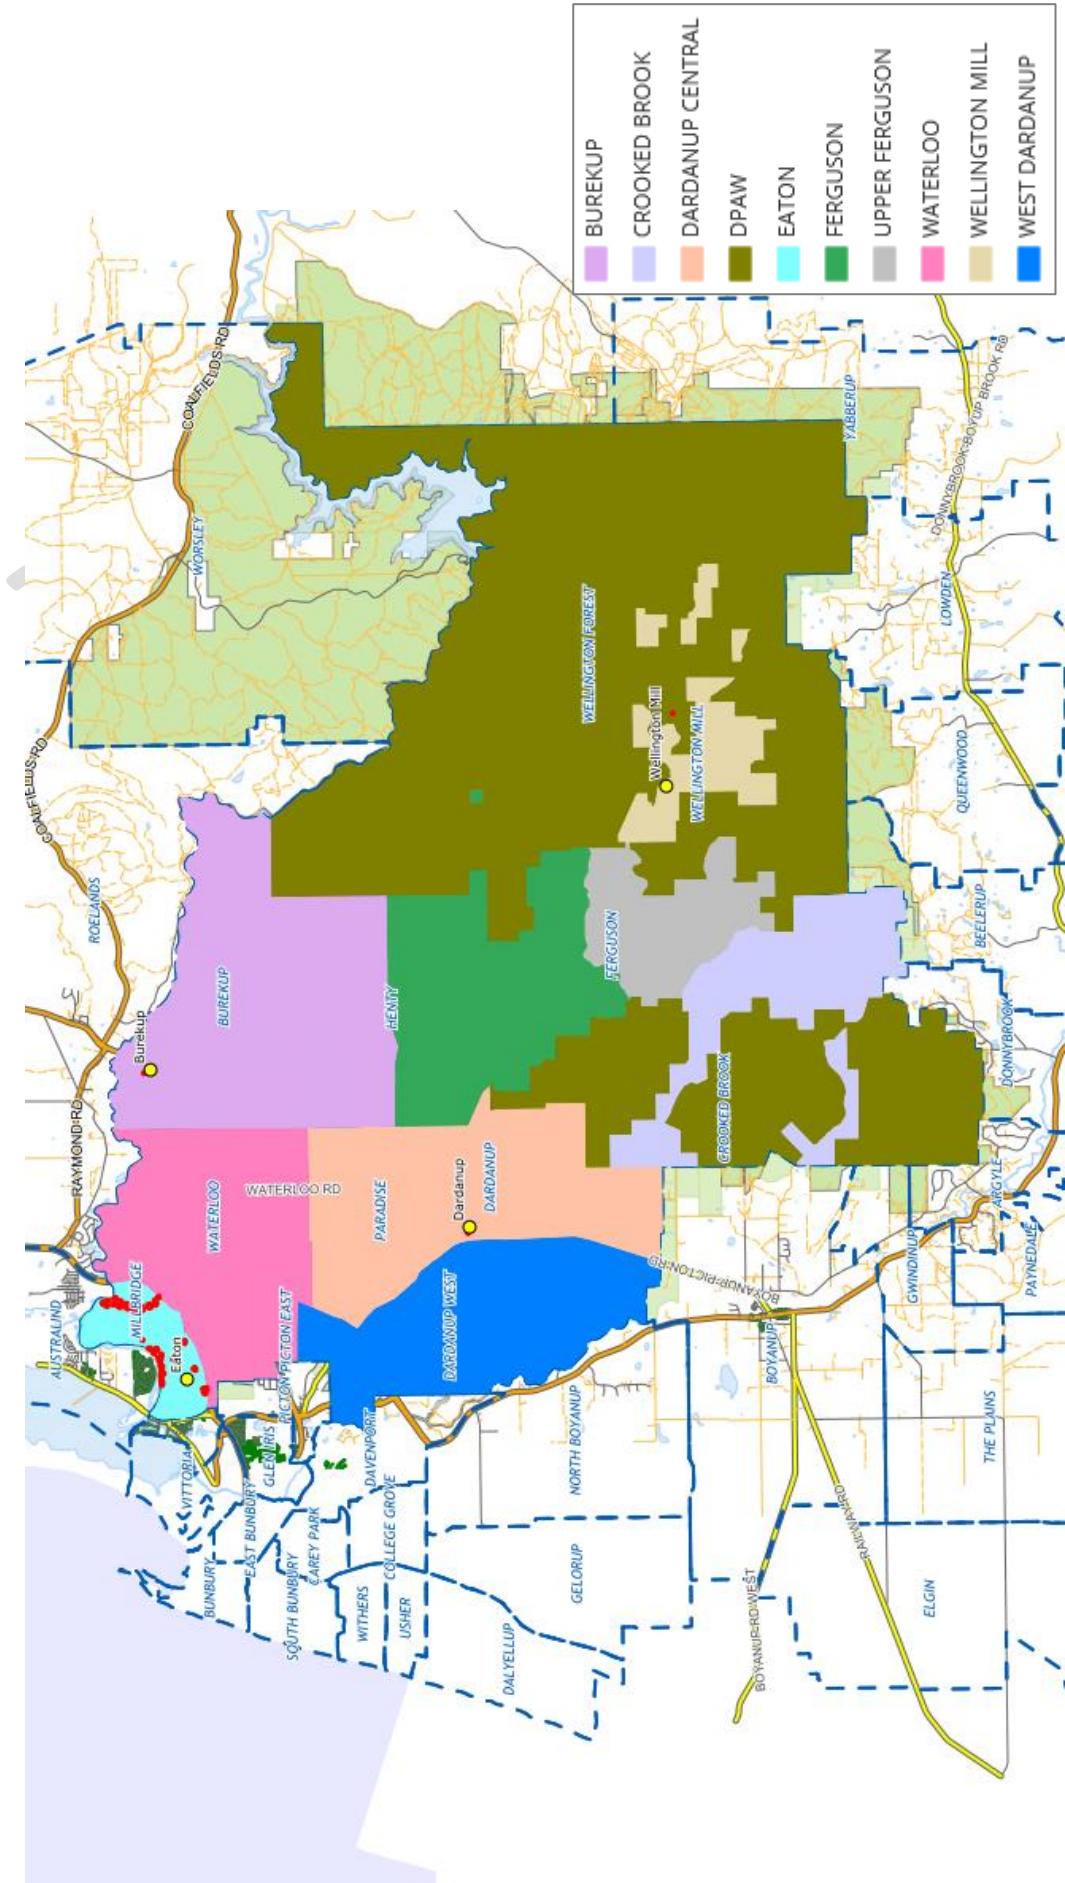 COALFIELDS RD
WORSLEY
COALFIELDS RD
ROELANDS
RAYMOND RD
Burekup
BUREKUP
HENTY
AUSTRALIND
MILLBRIDGE
Eaton
WATERLOO
WATERLOO RD
PARADISE
Dardanup
DARDANUP
DARDANUP WEST
PICTON EAST
PICTON
VITTORIA
GLEN IRIS
BUNBURY
EAST BUNBURY
SOUTH BUNBURY
CAREY PARK
WITHERS
USHER
COLLEGE GROVE
DAVENPORT
DALYELLUP
GELORUP
NORTH BOYANUP
BOYANUP-PICTON RD
BOYANUP
BOYANUP RD WEST
RAILWAY RD
ELGIN
THE PLAINS
GWINDINUP
ARGYLE
PAYNEDALE
DONNYBROOK
BEELERUP
QUEENWOOD
LOWDEN
YABBERUP
DONNYBROOK-BOYUP BROOK RD
WELLINGTON FOREST
Wellington Mill
WELLINGTON MILL
FERGUSON
CROOKED BROOK
BUREKUP
CROOKED BROOK
DARDANUP CENTRAL
DPAW
EATON
FERGUSON
UPPER FERGUSON
WATERLOO
WELLINGTON MILL
WEST DARDANUP